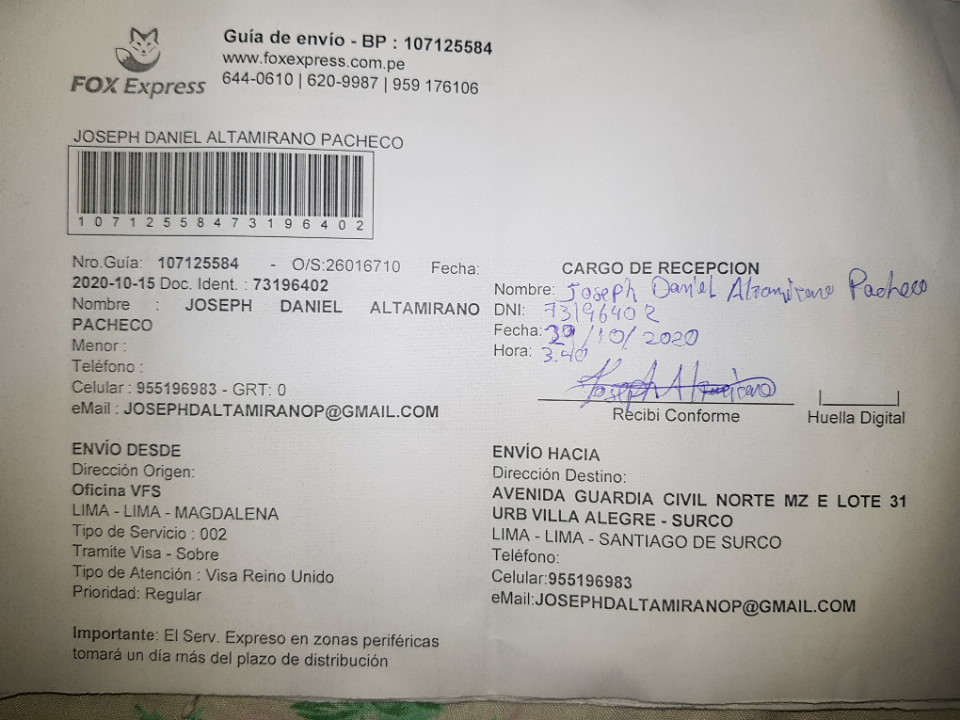 FOX Express
Guía de envío - BP : 107125584
www.foxexpress.com.pe
644-0610 | 620-9987 | 959 176106
JOSEPH DANIEL ALTAMIRANO PACHECO
10712558473196402
Nro.Guía: 107125584 - O/S:26016710 Fecha:
2020-10-15 Doc. Ident. : 73196402
Nombre : JOSEPH DANIEL ALTAMIRANO
PACHECO
Menor :
Teléfono :
Celular : 955196983 - GRT: 0
eMail : JOSEPHDALTAMIRANOP@GMAIL.COM
CARGO DE RECEPCION
Nombre: Joseph Daniel Altamirano Pacheco
DNI: 73196402
Fecha: /10/2020
Hora: 3.40
Joseph Altamirano
Recibi Conforme
Huella Digital
ENVÍO DESDE
Dirección Origen:
Oficina VFS
LIMA - LIMA - MAGDALENA
Tipo de Servicio : 002
Tramite Visa - Sobre
Tipo de Atención : Visa Reino Unido
Prioridad: Regular
ENVÍO HACIA
Dirección Destino:
AVENIDA GUARDIA CIVIL NORTE MZ E LOTE 31
URB VILLA ALEGRE - SURCO
LIMA - LIMA - SANTIAGO DE SURCO
Teléfono:
Celular:955196983
eMail:JOSEPHDALTAMIRANOP@GMAIL.COM
Importante: El Serv. Expreso en zonas periféricas
tomará un día más del plazo de distribución